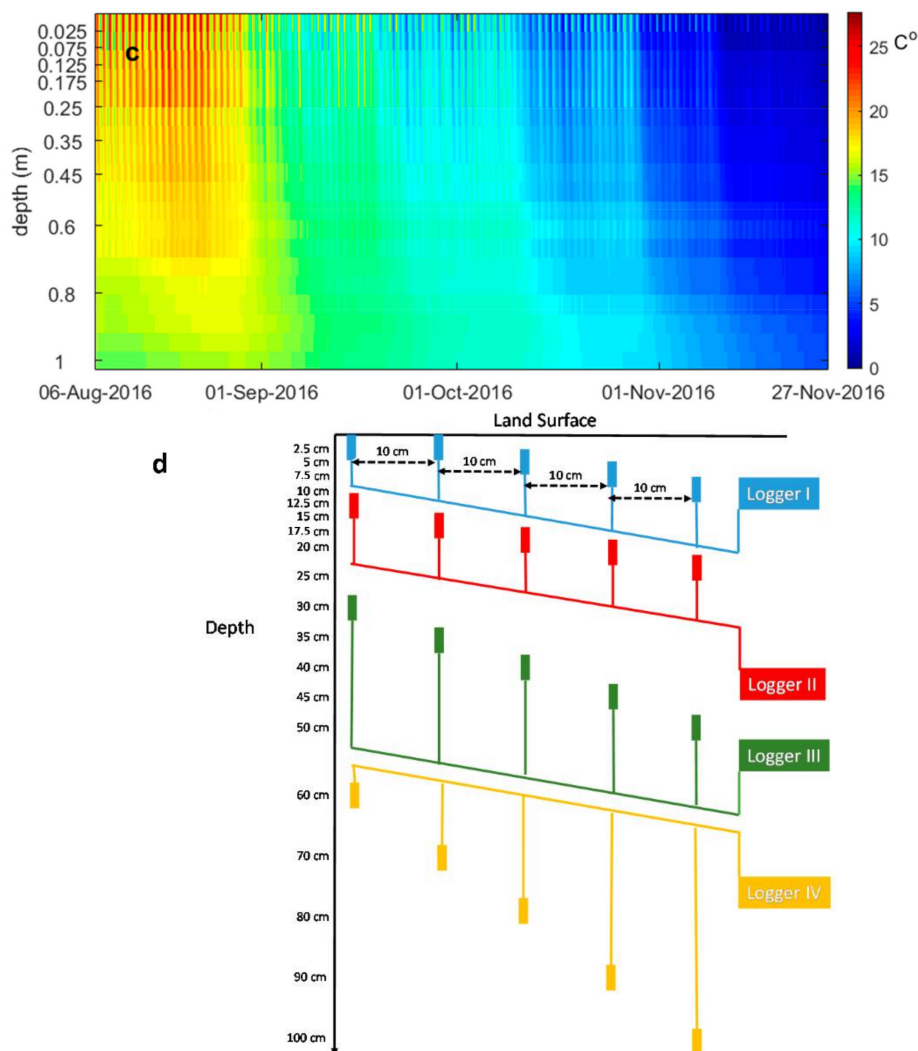 c
0.025
0.075
0.125
0.175
0.25
0.35
0.45
0.6
0.8
1
depth (m)
06-Aug-2016 01-Sep-2016 01-Oct-2016 01-Nov-2016 27-Nov-2016
25 C°
20
15
10
5
0
Land Surface
d
2.5 cm
5 cm
7.5 cm
10 cm
12.5 cm
15 cm
17.5 cm
20 cm
25 cm
30 cm
35 cm
40 cm
45 cm
50 cm
60 cm
70 cm
80 cm
90 cm
100 cm
Depth
10 cm
10 cm
10 cm
10 cm
Logger I
Logger II
Logger III
Logger IV